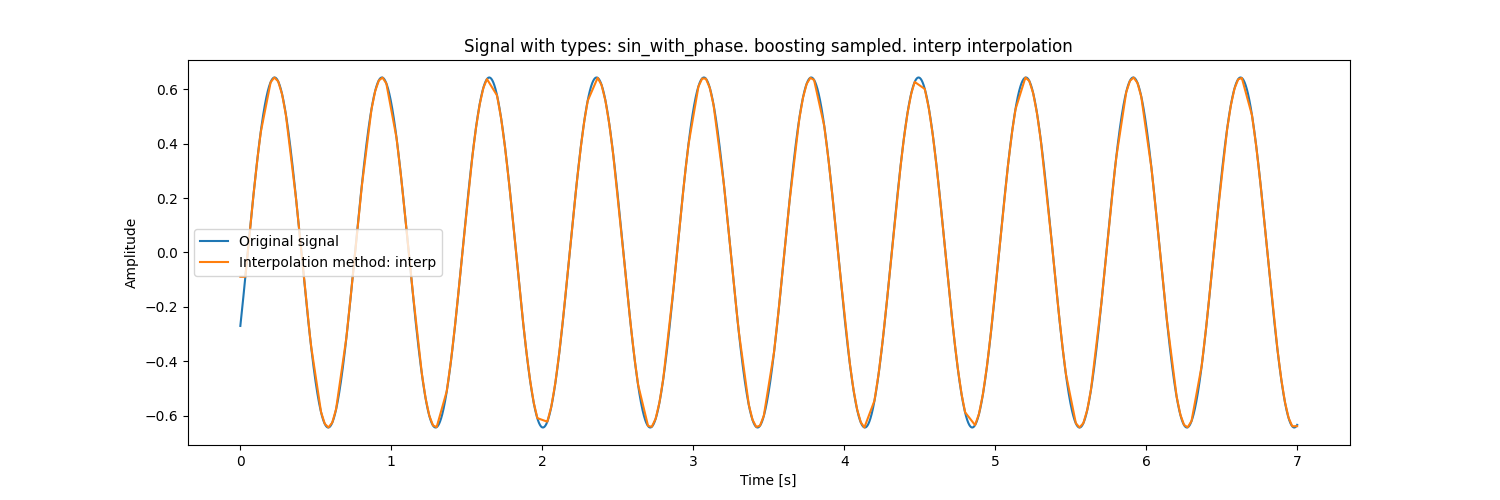 Signal with types: sin_with_phase. boosting sampled. interp interpolation
Amplitude
0.6
0.4
0.2
0.0
−0.2
−0.4
−0.6
Original signal
Interpolation method: interp
0 1 2 3 4 5 6 7
Time [s]